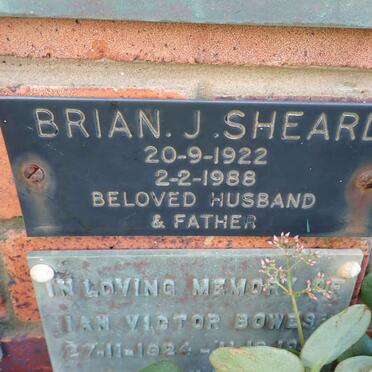 BRIAN. J. SHEARD
20-9-1922
2-2-1988
BELOVED HUSBAND
& FATHER
IN LOVING MEMORY
IAN VICTOR
27-11-1924